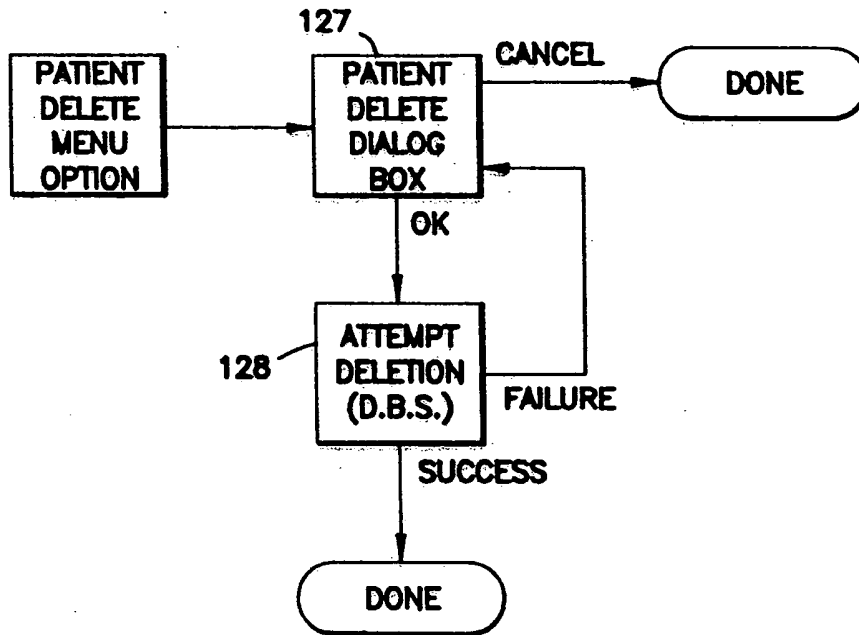 127
PATIENT
DELETE
MENU
OPTION
PATIENT
DELETE
DIALOG
BOX
CANCEL
DONE
OK
128
ATTEMPT
DELETION
(D.B.S.)
FAILURE
SUCCESS
DONE